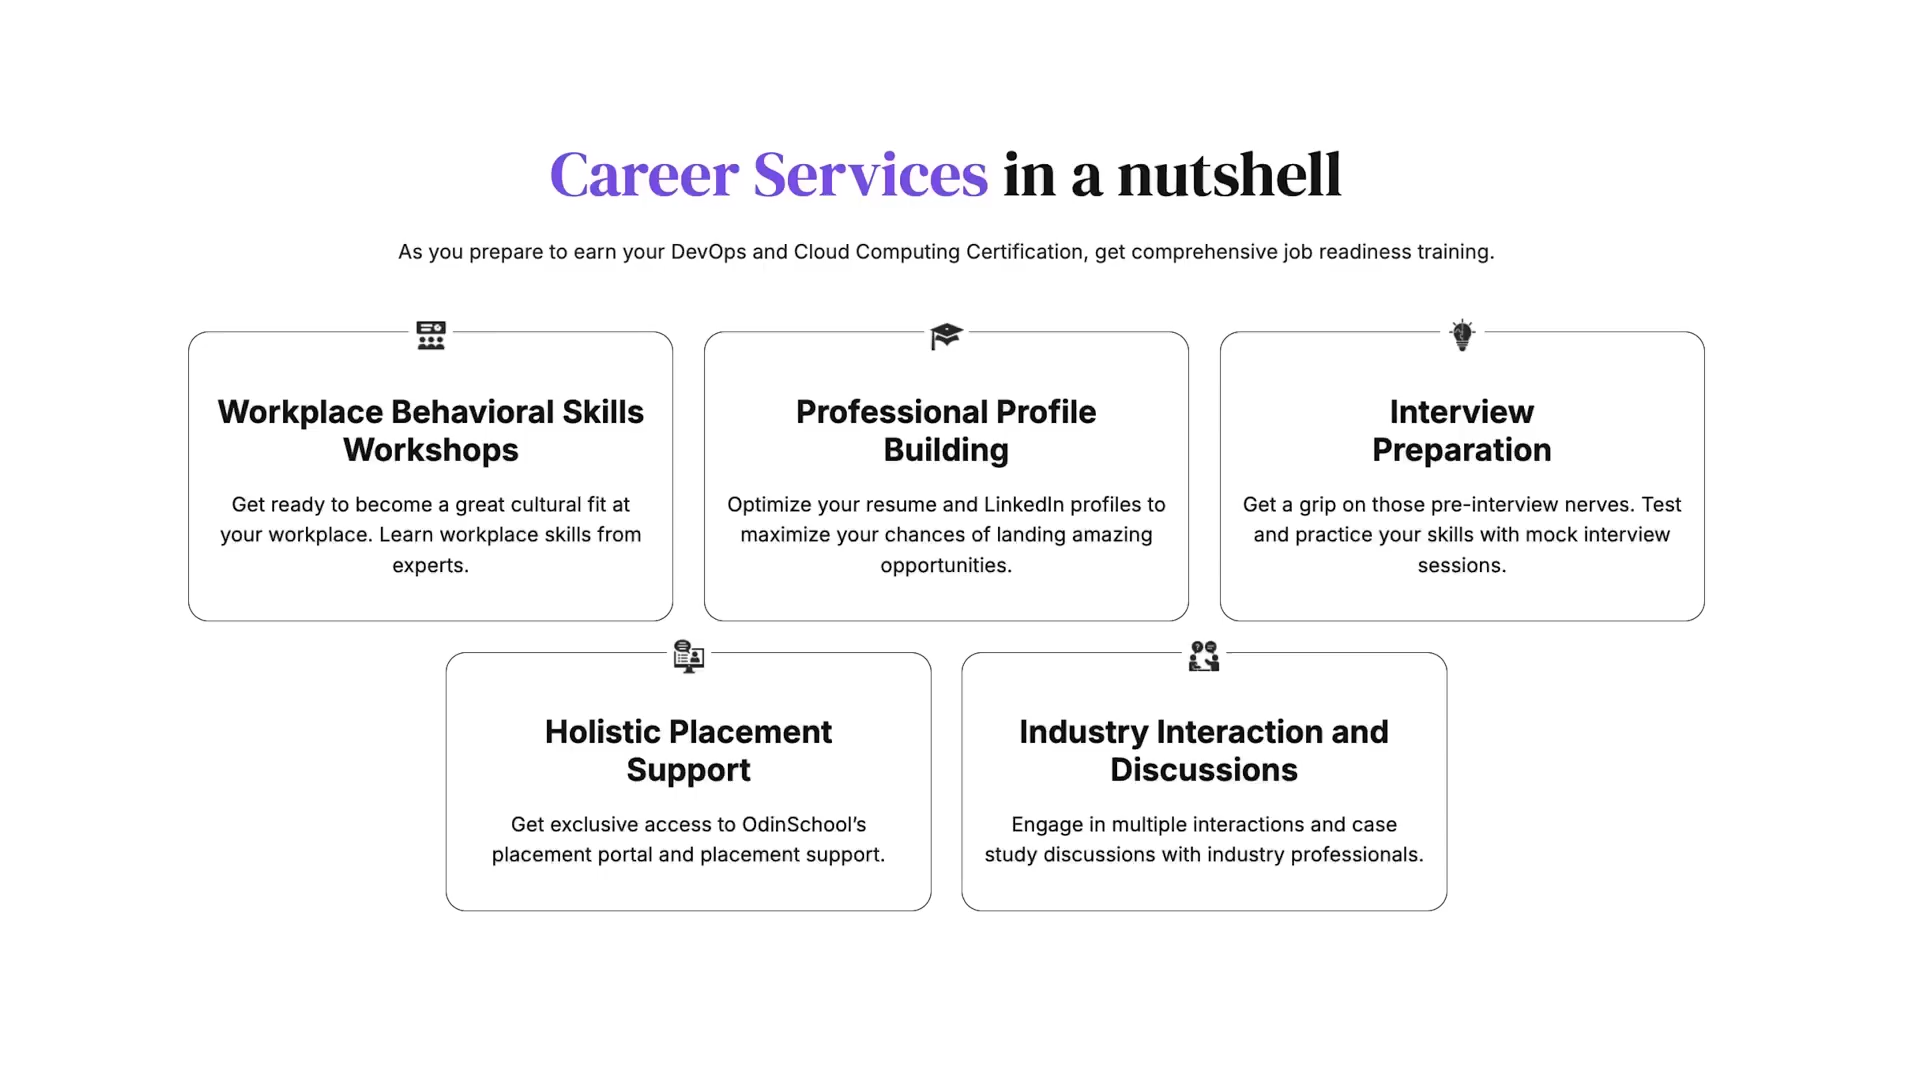 Career Services in a nutshell
As you prepare to earn your DevOps and Cloud Computing Certification, get comprehensive job readiness training.
Workplace Behavioral Skills
Workshops
Get ready to become a great cultural fit at
your workplace. Learn workplace skills from
experts.
Professional Profile
Building
Optimize your resume and LinkedIn profiles to
maximize your chances of landing amazing
opportunities.
Interview
Preparation
Get a grip on those pre-interview nerves. Test
and practice your skills with mock interview
sessions.
Holistic Placement
Support
Get exclusive access to OdinSchool’s
placement portal and placement support.
Industry Interaction and
Discussions
Engage in multiple interactions and case
study discussions with industry professionals.